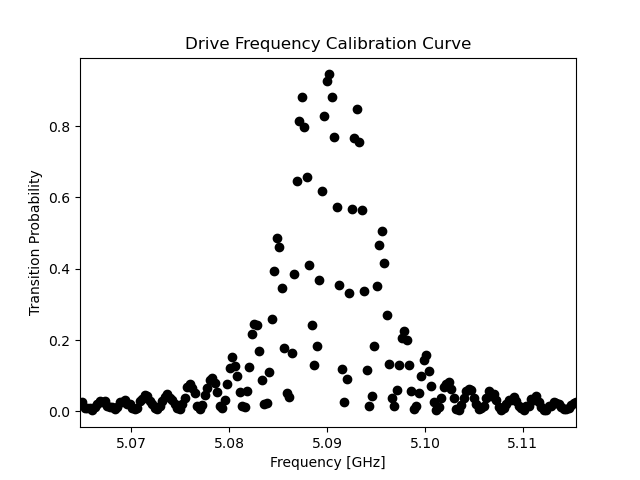 Drive Frequency Calibration Curve
Transition Probability
0.8
0.6
0.4
0.2
0.0
5.07 5.08 5.09 5.10 5.11
Frequency [GHz]